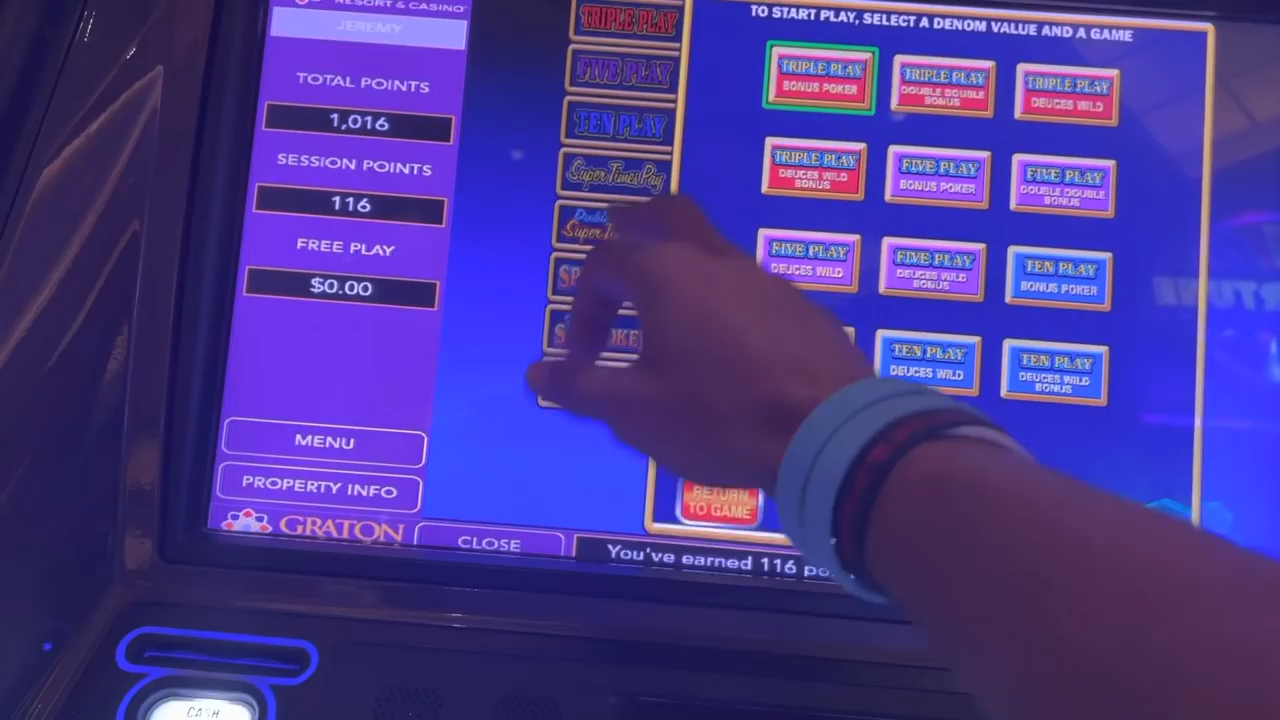 RESORT & CASINO
JEREMY
TOTAL POINTS
1,016
SESSION POINTS
116
FREE PLAY
$0.00
MENU
PROPERTY INFO
GRATON
CLOSE
You've earned 116
TRIPLE PLAY
FIVE PLAY
TEN PLAY
Super Times Pay
Double
Super
TO START PLAY, SELECT A DENOM VALUE AND A GAME
TRIPLE PLAY
BONUS POKER
TRIPLE PLAY
DOUBLE DOUBLE
BONUS
TRIPLE PLAY
DEUCES WILD
TRIPLE PLAY
DEUCES WILD
BONUS
FIVE PLAY
BONUS POKER
FIVE PLAY
DOUBLE DOUBLE
BONUS
FIVE PLAY
DEUCES WILD
FIVE PLAY
DEUCES WILD
BONUS
TEN PLAY
BONUS POKER
TEN PLAY
DEUCES WILD
TEN PLAY
DEUCES WILD
BONUS
RETURN
TO GAME
CASH